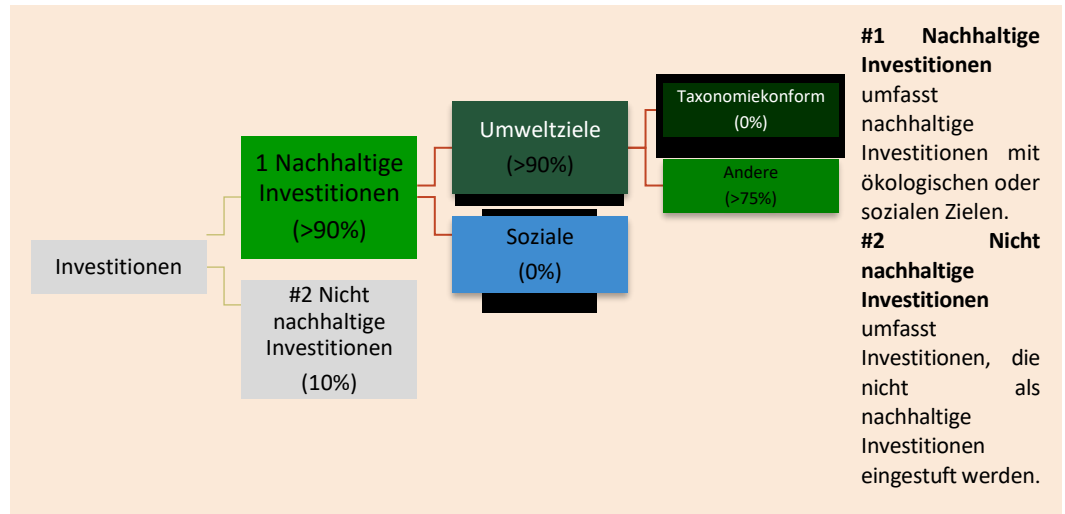 Investitionen
1 Nachhaltige
Investitionen
(>90%)
#2 Nicht
nachhaltige
Investitionen
(10%)
Umweltziele
(>90%)
Soziale
(0%)
Taxonomiekonform
(0%)
Andere
(>75%)
#1 Nachhaltige
Investitionen
umfasst
nachhaltige
Investitionen mit
ökologischen oder
sozialen Zielen.
#2 Nicht
nachhaltige
Investitionen
umfasst
Investitionen, die
nicht als
nachhaltige
Investitionen
eingestuft werden.